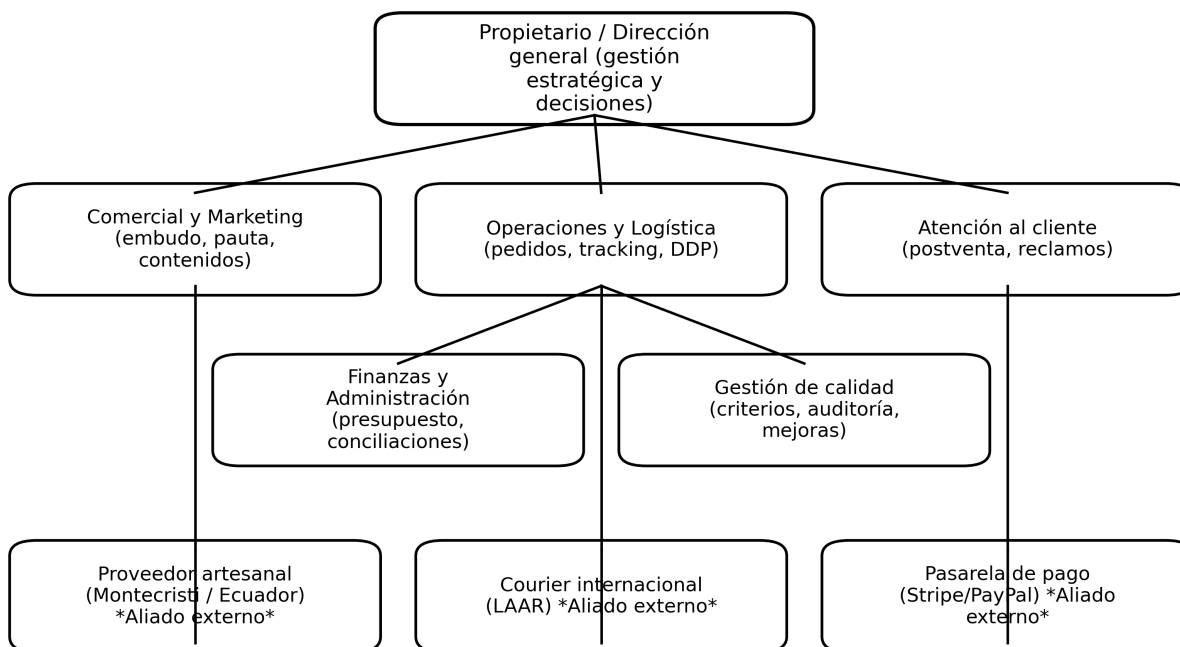 Propietario / Dirección
general (gestión
estratégica y
decisiones)
Comercial y Marketing
(embudo, pauta,
contenidos)
Operaciones y Logística
(pedidos, tracking, DDP)
Atención al cliente
(postventa, reclamos)
Finanzas y
Administración
(presupuesto,
conciliaciones)
Gestión de calidad
(criterios, auditoría,
mejoras)
Proveedor artesanal
(Montecristi / Ecuador)
*Aliado externo*
Courier internacional
(LAAR) *Aliado externo*
Pasarela de pago
(Stripe/PayPal) *Aliado
externo*